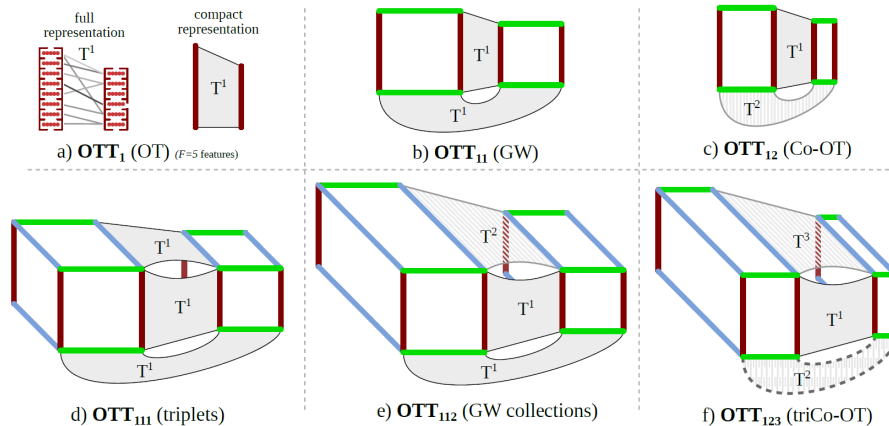 full
representation
T¹
compact
representation
T¹
a) OTT₁ (OT) (F=5 features)
T¹
T¹
b) OTT₁₁ (GW)
T¹
T²
c) OTT₁₂ (Co-OT)
T¹
T¹
T¹
d) OTT₁₁₁ (triplets)
T²
T¹
T¹
e) OTT₁₁₂ (GW collections)
T³
T¹
T²
f) OTT₁₂₃ (triCo-OT)